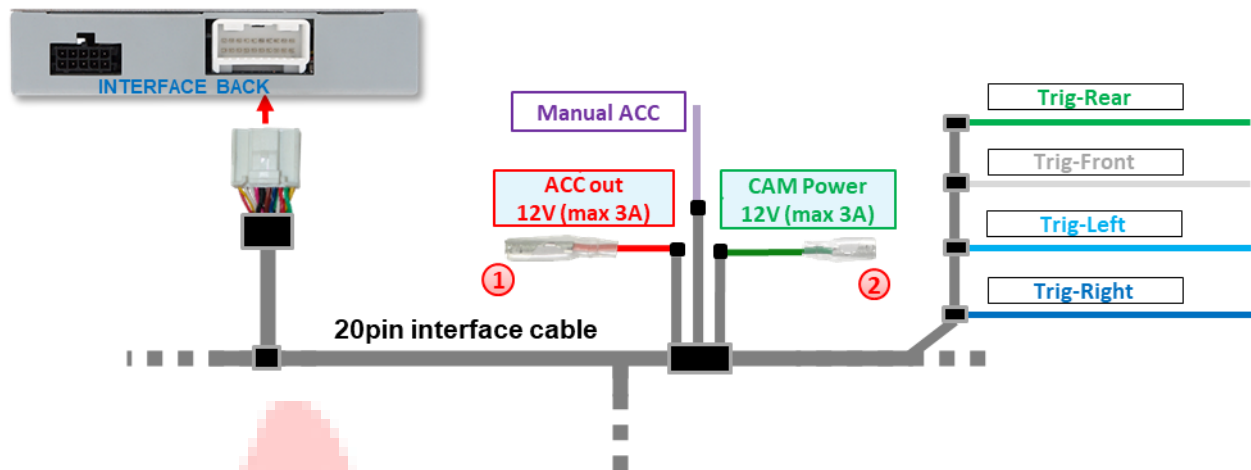 INTERFACE BACK
Manual ACC
ACC out
12V (max 3A)
CAM Power
12V (max 3A)
1
2
Trig-Rear
Trig-Front
Trig-Left
Trig-Right
20pin interface cable